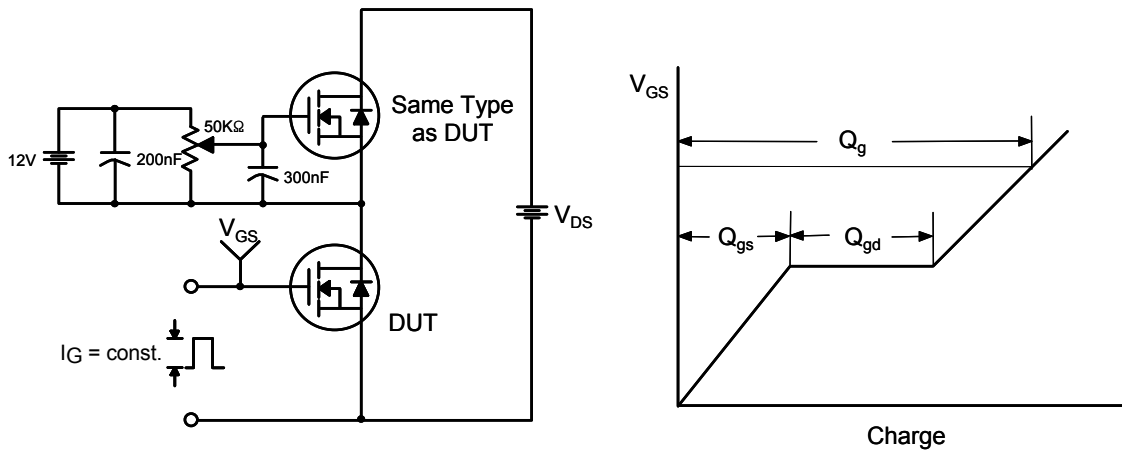 12V
200nF
50KΩ
300nF
Same Type
as DUT
V_DS
V_GS
DUT
IG = const.
V_GS
Q_g
Q_gs
Q_gd
Charge